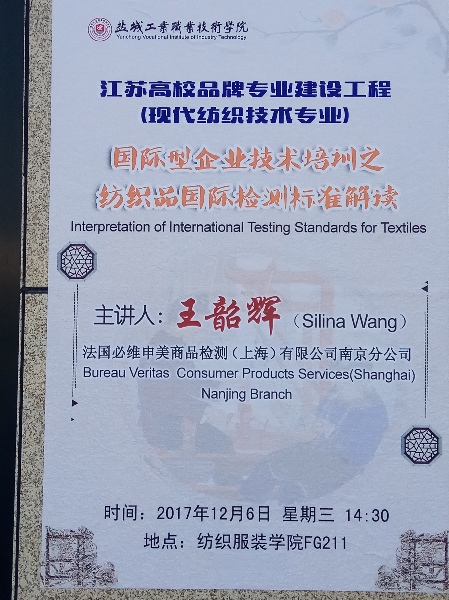 盐城工业职业技术学院
Yancheng Vocational Institute of Industry Technology
江苏高校品牌专业建设工程
(现代纺织技术专业)
国际型企业技术培训之
纺织品国际检测标准解读
Interpretation of International Testing Standards for Textiles
主讲人：王韶辉（Silina Wang）
法国必维申美商品检测（上海）有限公司南京分公司
Bureau Veritas Consumer Products Services(Shanghai)
Nanjing Branch
时间：2017年12月6日 星期三 14:30
地点：纺织服装学院FG211